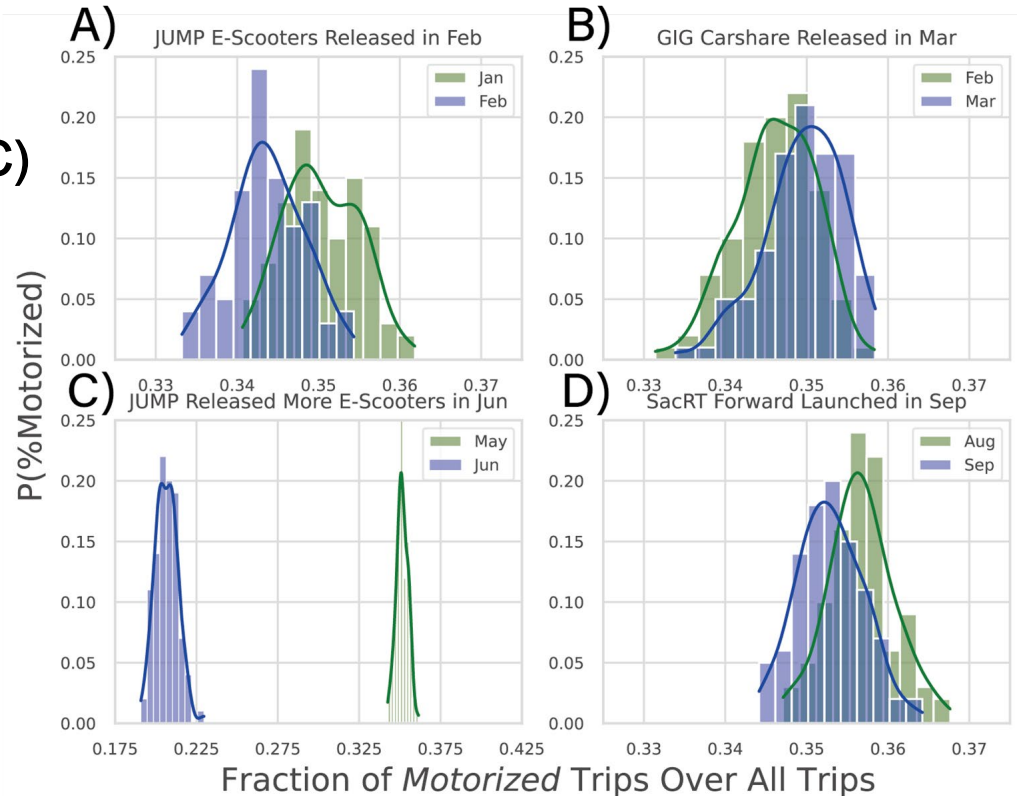 A) B)
JUMP E-Scooters Released in Feb GIG Carshare Released in Mar
0.25 0.25
Jan Feb
Feb Mar
0.20 0.20
C)
0.15 0.15
0.10 0.10
0.05 0.05
0.00 0.00
0.33 0.34 0.35 0.36 0.37 0.33 0.34 0.35 0.36 0.37
P(%Motorized)
C) D)
JUMP Released More E-Scooters in Jun SacRT Forward Launched in Sep
0.25 0.25
May Aug
Jun Sep
0.20 0.20
0.15 0.15
0.10 0.10
0.05 0.05
0.00 0.00
0.175 0.225 0.275 0.325 0.375 0.425 0.33 0.34 0.35 0.36 0.37
Fraction of Motorized Trips Over All Trips